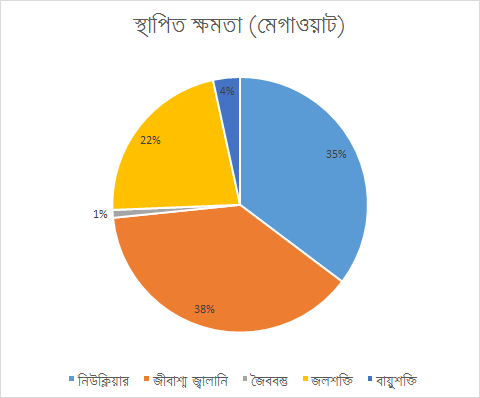 স্থাপিত ক্ষমতা (মেগাওয়াট)
4%
35%
22%
1%
38%
নিউক্লিয়ার জীবাশ্ম জ্বালানি জৈববস্তু জলশক্তি বায়ুশক্তি